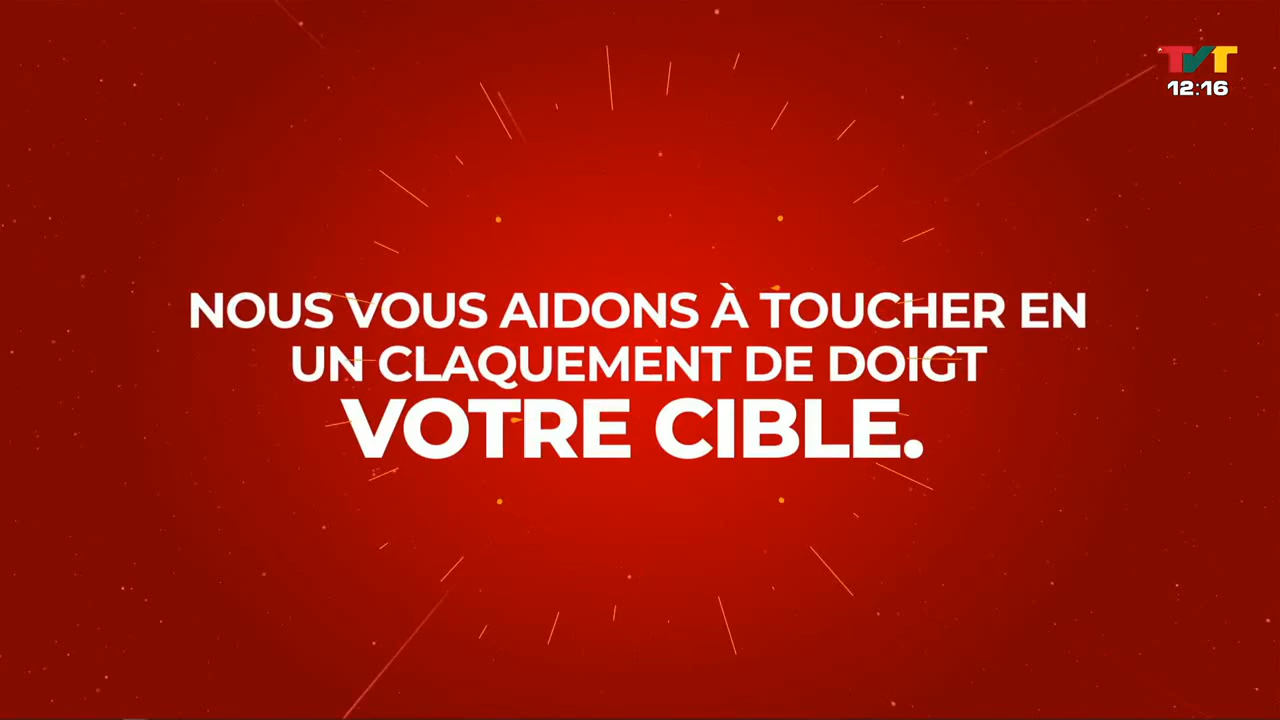 TVT
12:16
NOUS VOUS AIDONS À TOUCHER EN
UN CLAQUEMENT DE DOIGT
VOTRE CIBLE.